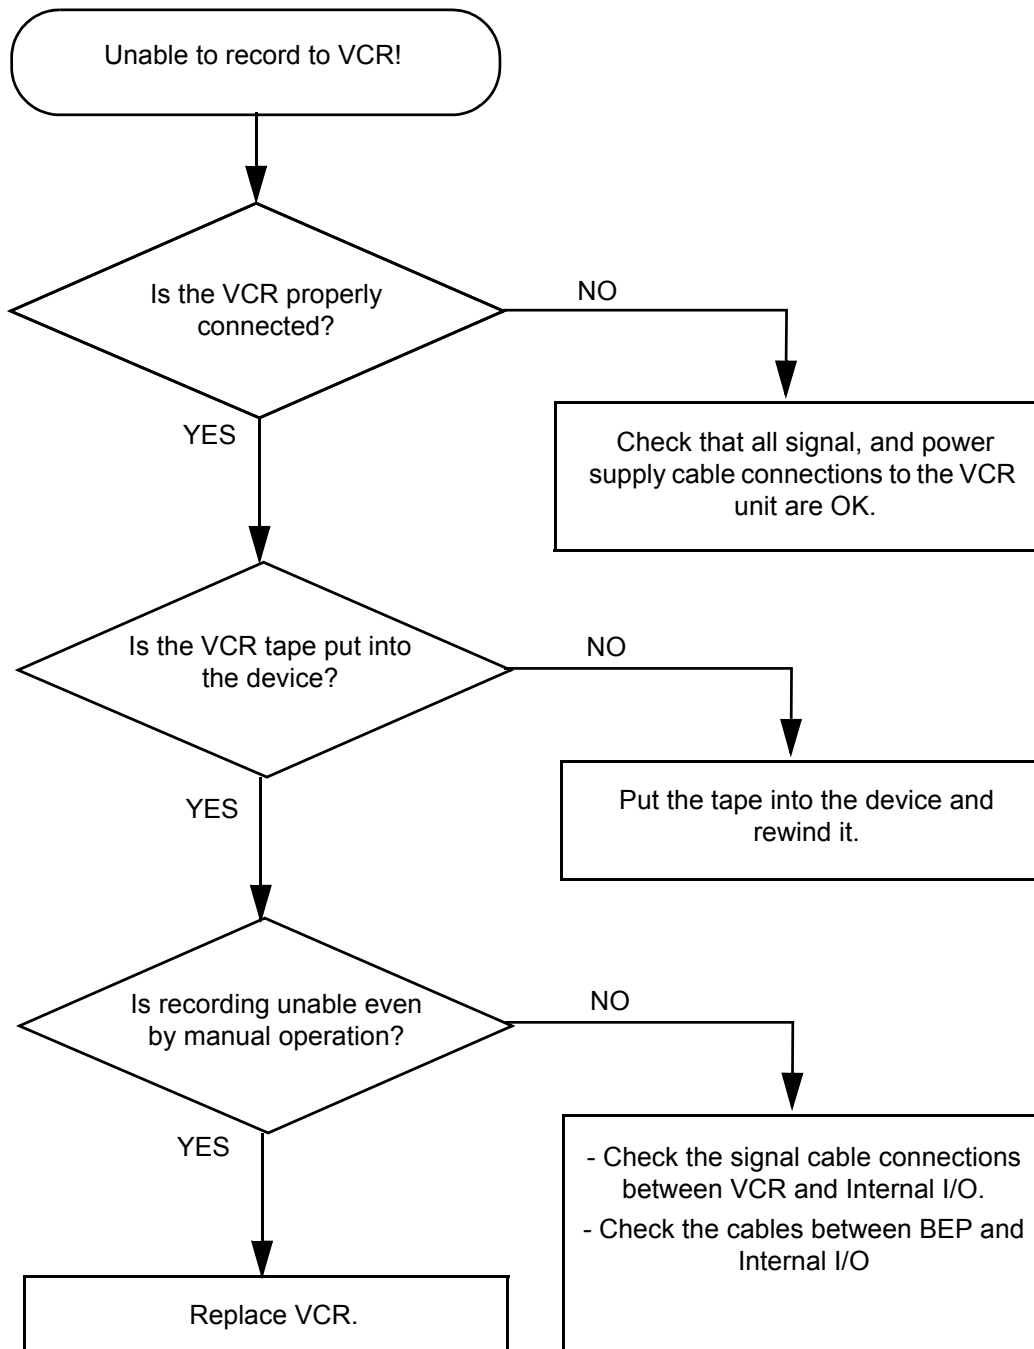 Unable to record to VCR!
Is the VCR properly
connected?
NO
YES
Check that all signal, and power
supply cable connections to the VCR
unit are OK.
Is the VCR tape put into
the device?
NO
YES
Put the tape into the device and
rewind it.
Is recording unable even
by manual operation?
NO
YES
- Check the signal cable connections
between VCR and Internal I/O.
- Check the cables between BEP and
Internal I/O
Replace VCR.